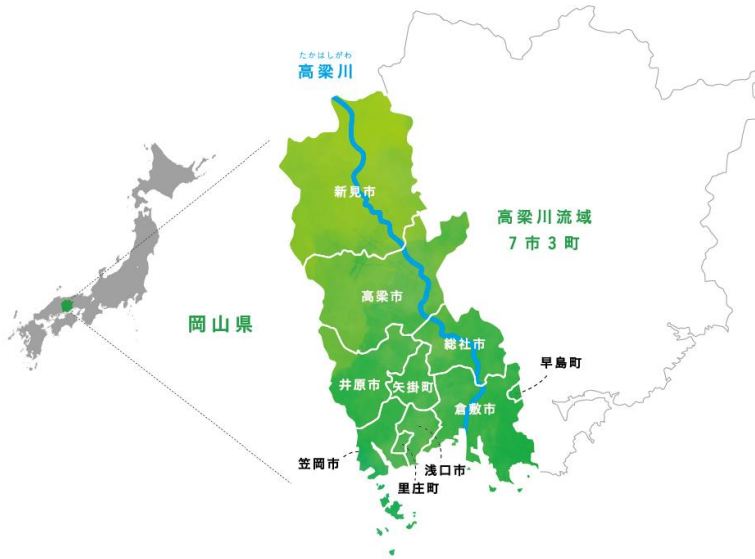 たかはしがわ
高梁川
新見市
高梁川流域
7市3町
高梁市
岡山県
総社市
早島町
井原市
矢掛町
倉敷市
笠岡市
浅口市
里庄町